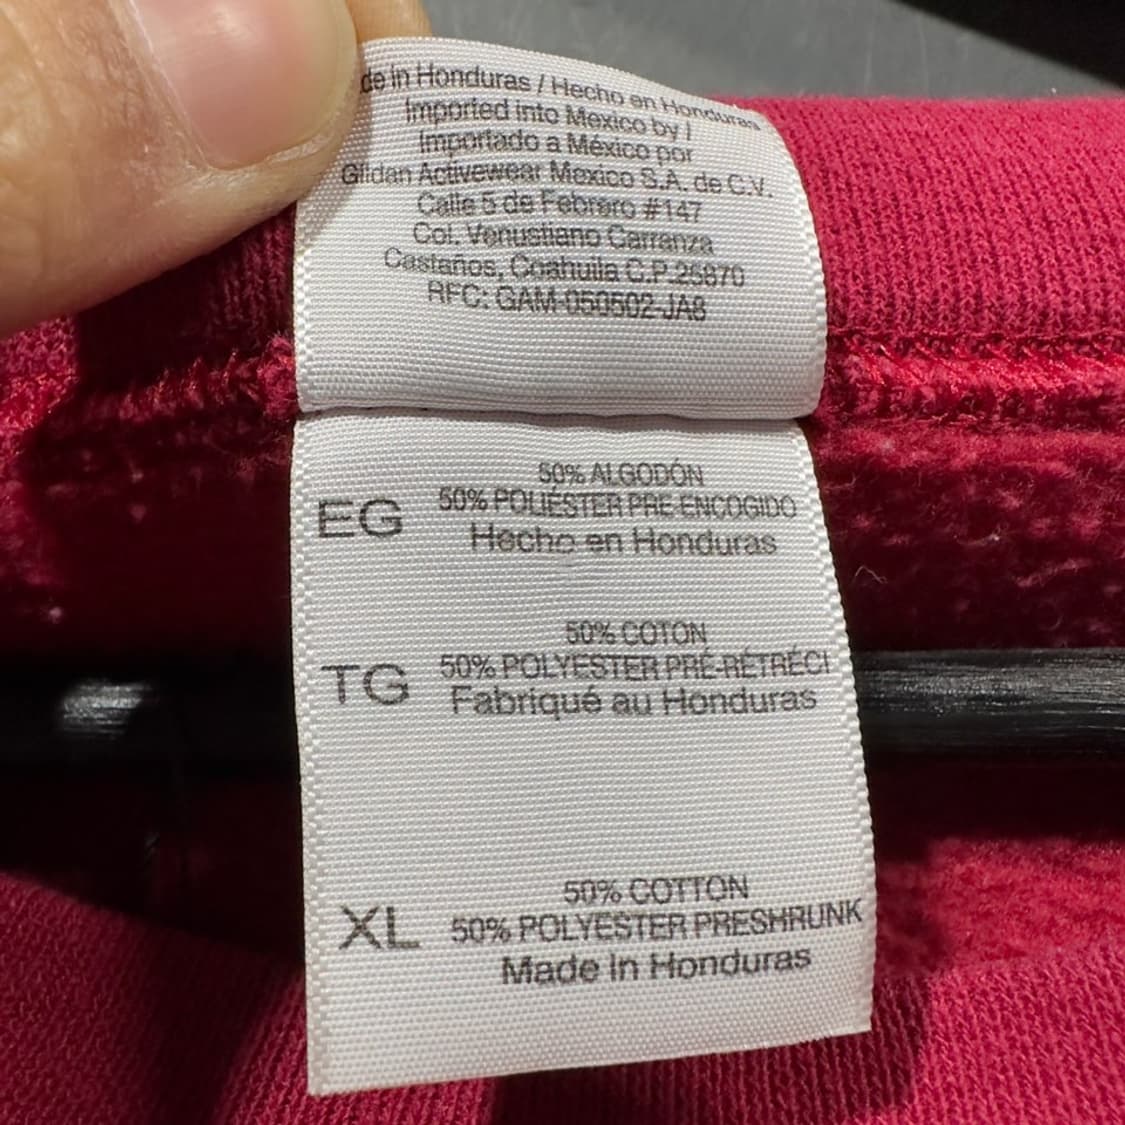 de in Honduras / Hecho en Honduras
Imported into Mexico by /
Importado a México por
Gildan Activewear Mexico S.A. de C.V.
Calle 5 de Febrero #147
Col. Venustiano Carranza
Castaños, Coahuila C.P.25870
RFC: GAM-050502-JA8
50% ALGODÓN
EG 50% POLIÉSTER PRE-ENCOGIDO
Hecho en Honduras
50% COTON
TG 50% POLYESTER PRÉ-RÉTRÉCI
Fabriqué au Honduras
50% COTTON
XL 50% POLYESTER PRESHRUNK
Made in Honduras